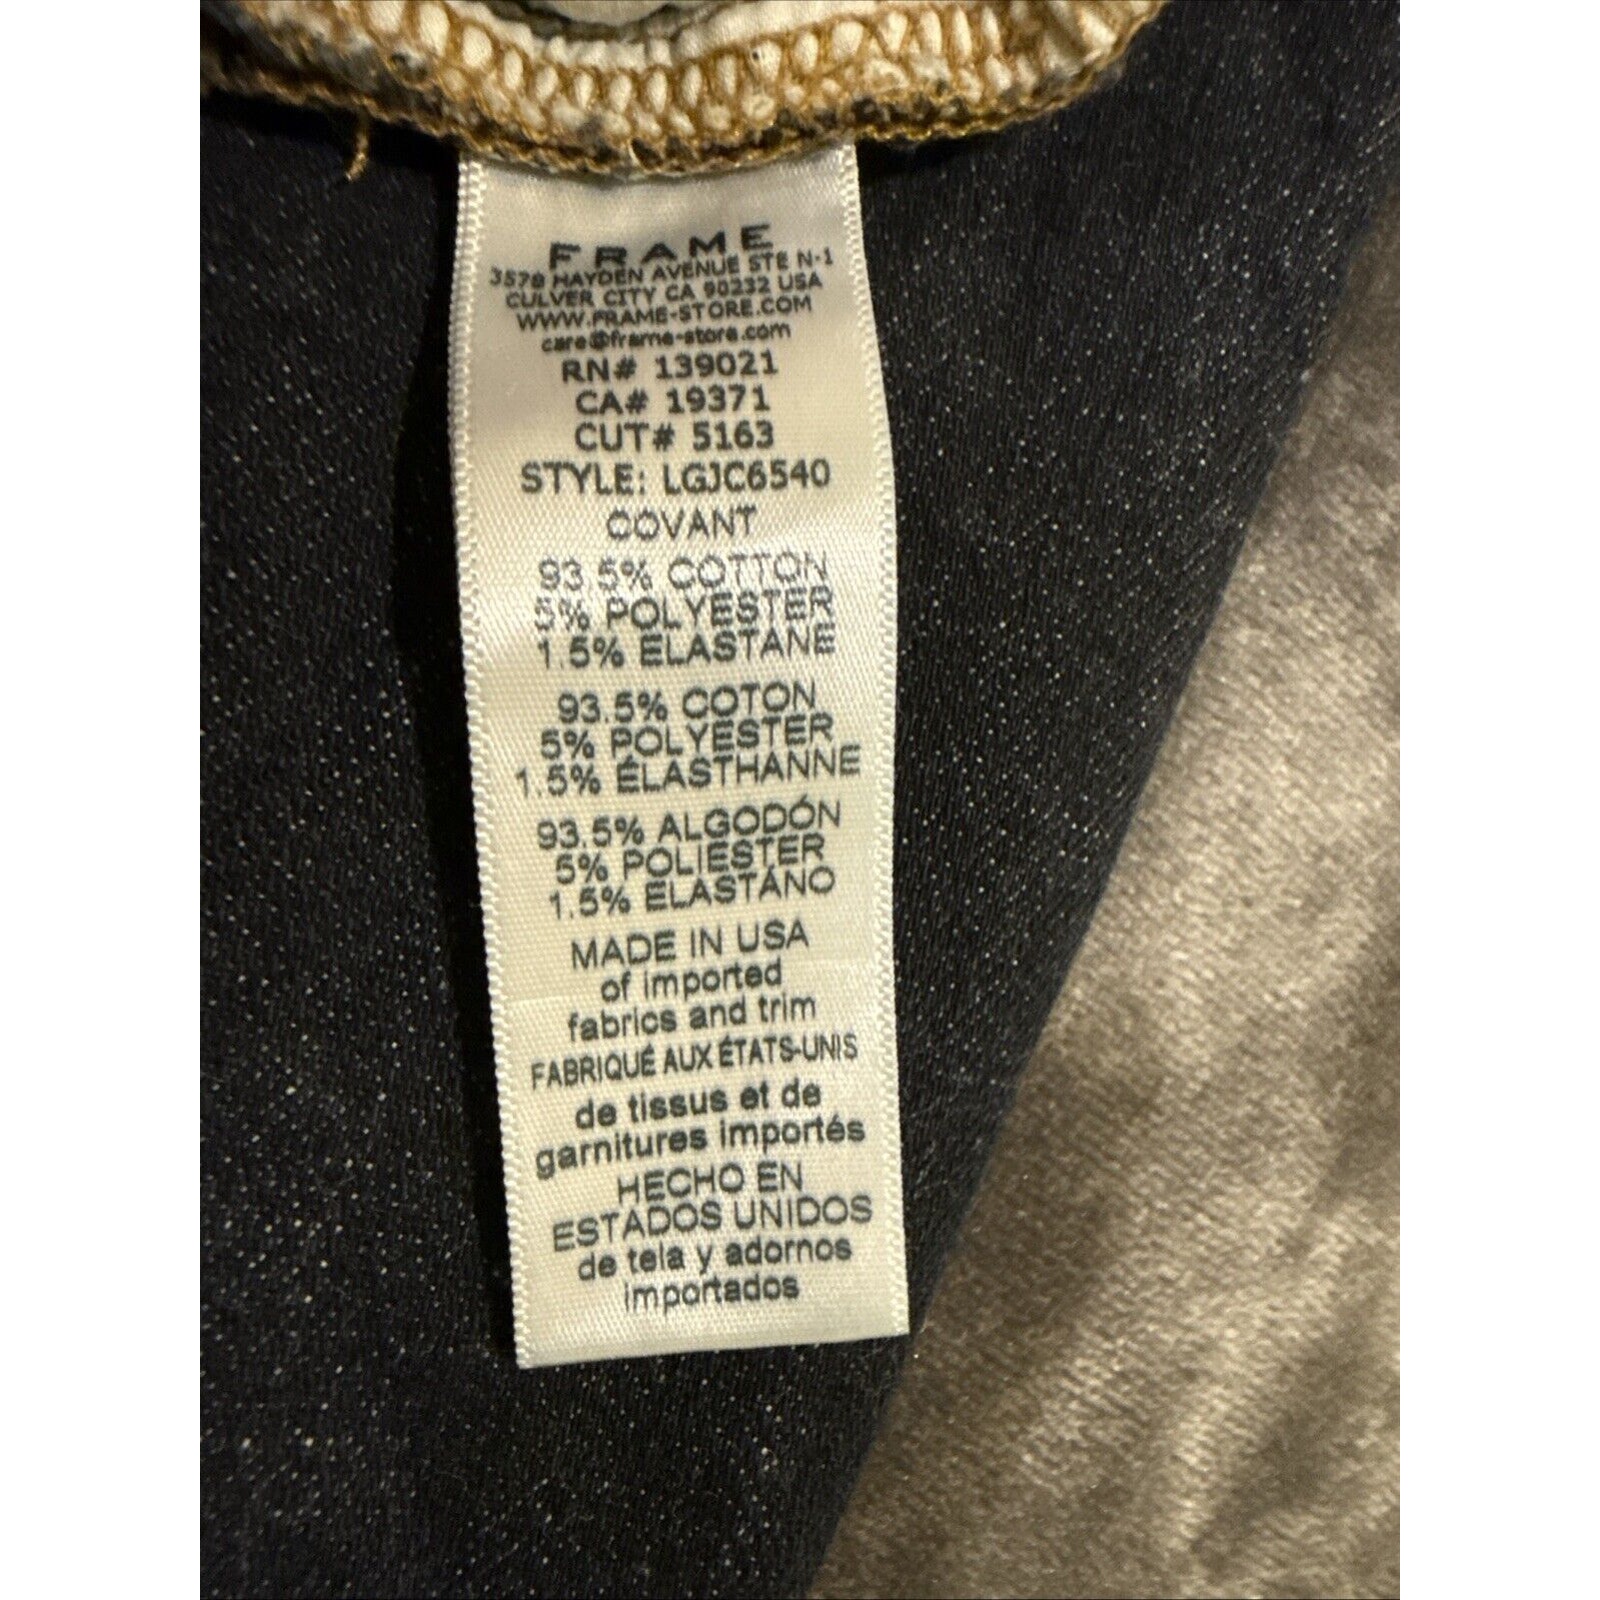 FRAME
3578 HAYDEN AVENUE STE N-1
CULVER CITY CA 90232 USA
WWW.FRAME-STORE.COM
care@frame-store.com
RN# 139021
CA# 19371
CUT# 5163
STYLE: LGJC6540
COVANT
93.5% COTTON
5% POLYESTER
1.5% ELASTANE
93.5% COTON
5% POLYESTER
1.5% ÉLASTHANNE
93.5% ALGODÓN
5% POLIESTER
1.5% ELASTANO
MADE IN USA
of imported
fabrics and trim
FABRIQUÉ AUX ÉTATS-UNIS
de tissus et de
garnitures importés
HECHO EN
ESTADOS UNIDOS
de tela y adornos
importados